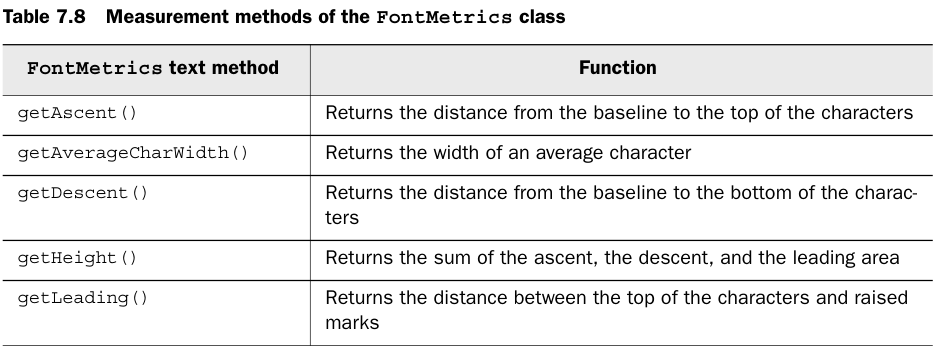 Table 7.8 Measurement methods of the FontMetrics class
FontMetrics text method Function
getAscent() Returns the distance from the baseline to the top of the characters
getAverageCharWidth() Returns the width of an average character
getDescent() Returns the distance from the baseline to the bottom of the charac-
ters
getHeight() Returns the sum of the ascent, the descent, and the leading area
getLeading() Returns the distance between the top of the characters and raised
marks